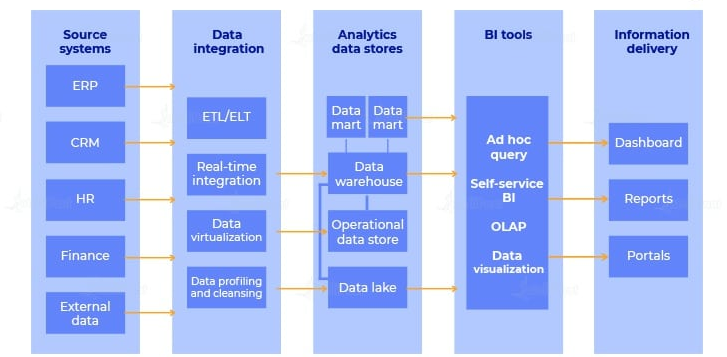 Source
systems
ERP
CRM
HR
Finance
External
data
Data
integration
ETL/ELT
Real-time
integration
Data
virtualization
Data profiling
and cleansing
Analytics
data stores
Data
mart
Data
mart
Data
warehouse
Operational
data store
Data lake
BI tools
Ad hoc
query
Self-service
BI
OLAP
Data
visualization
Information
delivery
Dashboard
Reports
Portals